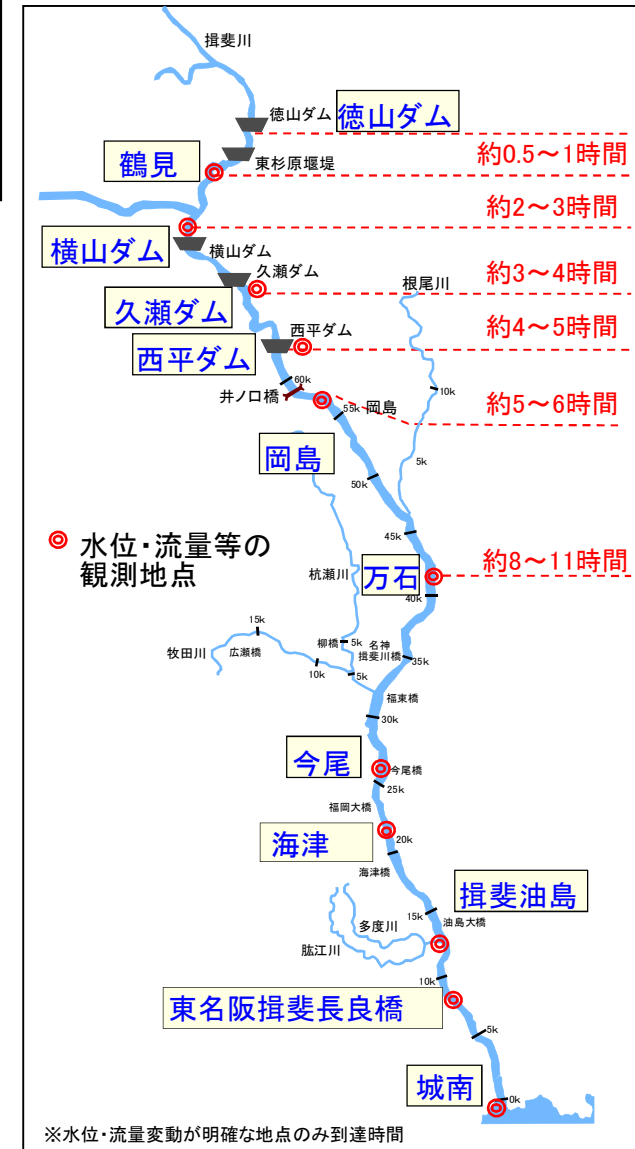 揖斐川
徳山ダム
徳山ダム
約0.5～1時間
東杉原堰堤
鶴見
約2～3時間
横山ダム
横山ダム
久瀬ダム
約3～4時間
根尾川
久瀬ダム
西平ダム
約4～5時間
西平ダム
60k
10k
井ノ口橋
55k
岡島
約5～6時間
岡島
5k
50k
45k
水位・流量等の
観測地点
万石
約8～11時間
杭瀬川
40k
15k
牧田川
広瀬橋
柳橋
5k
名神
揖斐川橋
35k
10k
5k
福東橋
30k
今尾
今尾橋
25k
福岡大橋
海津
20k
海津橋
揖斐油島
15k
油島大橋
多度川
肱江川
10k
東名阪揖斐長良橋
5k
城南
0k
※水位・流量変動が明確な地点のみ到達時間